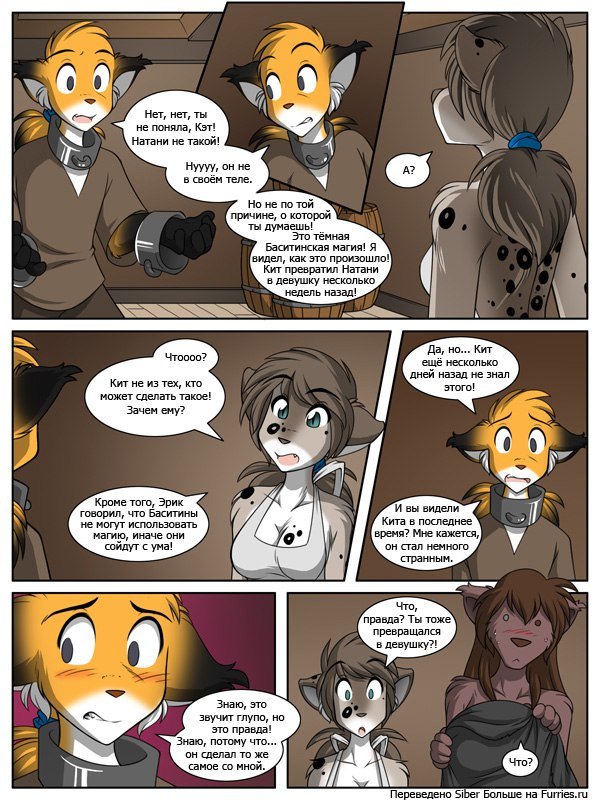 Нет, нет, ты
не поняла, Кэт!
Натани не такой!
Нуууу, он не
в своём теле.
Но не по той
причине, о которой
ты думаешь!
Это тёмная
Баситинская магия! Я
видел, как это произошло!
Кит превратил Натани
в девушку несколько
недель назад!
А?
Чтоооо?
Кит не из тех, кто
может сделать такое!
Зачем ему?
Кроме того, Эрик
говорил, что Баситины
не могут использовать
магию, иначе они
сойдут с ума!
Да, но... Кит
ещё несколько
дней назад не знал
этого!
И вы видели
Кита в последнее
время? Мне кажется,
он стал немного
странным.
Знаю, это
звучит глупо, но
это правда!
Знаю, потому что...
он сделал то же
самое со мной.
Что,
правда? Ты тоже
превращался
в девушку?!
Что?
Переведено Siber Больше на Furries.ru